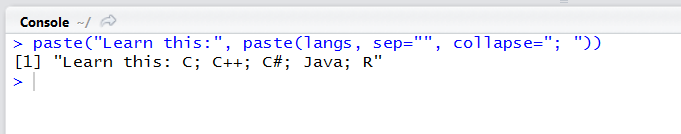 Console ~/
> paste("Learn this:", paste(langs, sep="", collapse="; "))
[1] "Learn this: C; C++; C#; Java; R"
>